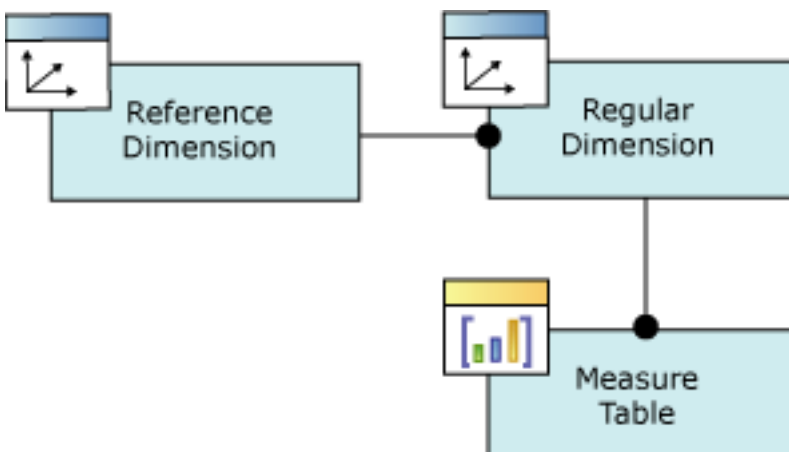 Reference
Dimension
Regular
Dimension
Measure
Table